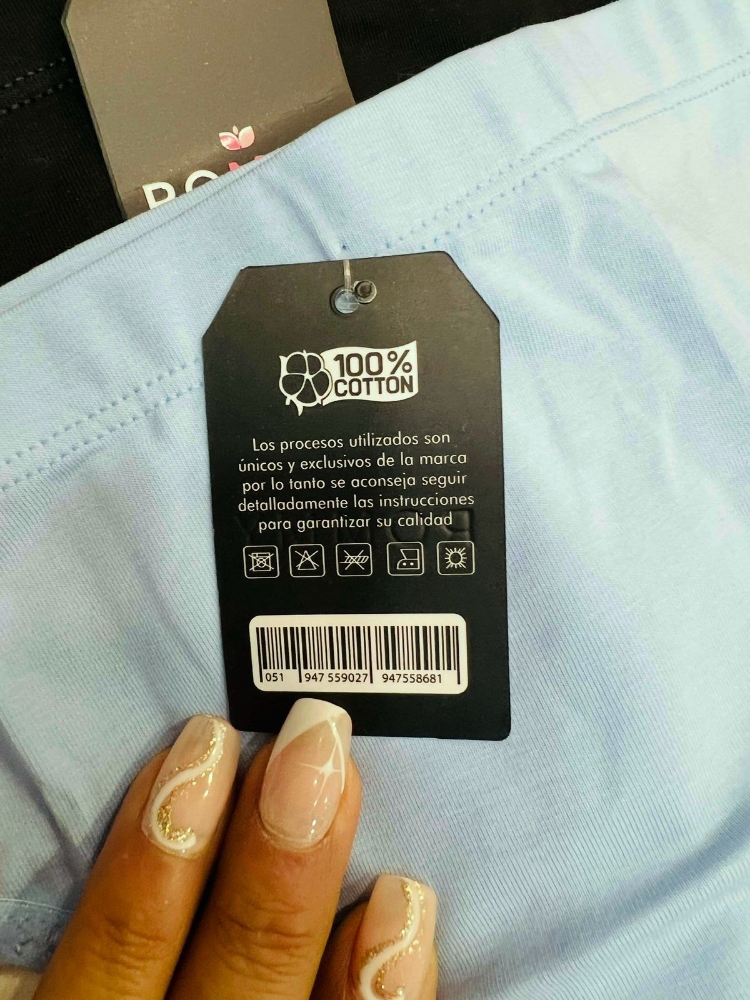 100%
COTTON
Los procesos utilizados son
únicos y exclusivos de la marca
por lo tanto se aconseja seguir
detalladamente las instrucciones
para garantizar su calidad
051 947 559027 947558681